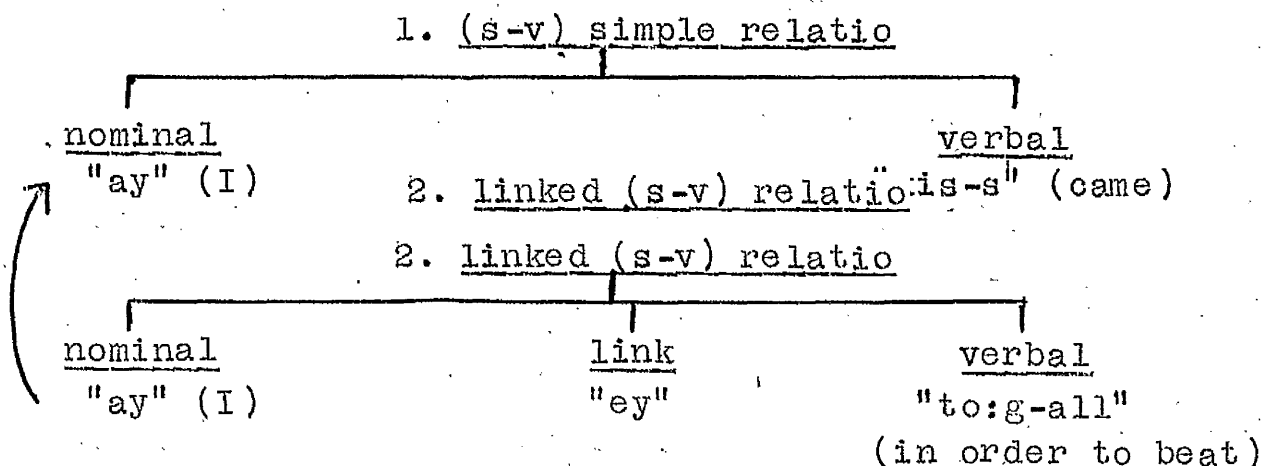 1. (s-v) simple relatio
nominal verbal
"ay" (I) :is-s" (came)
2. linked (s-v) relatio
2. linked (s-v) relatio
nominal link verbal
"ay" (I) "ey" "to:g-all"
(in order to beat)